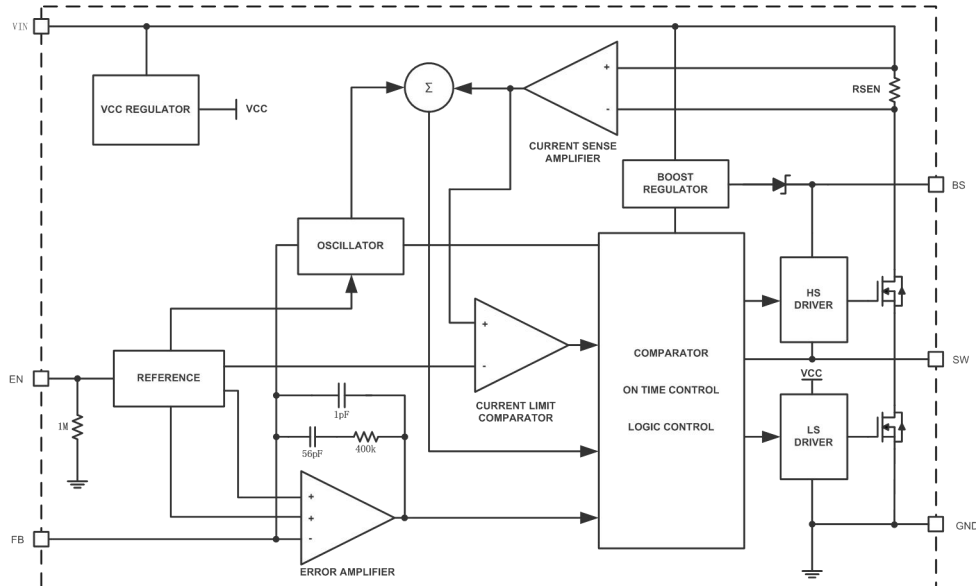 VIN
VCC REGULATOR
VCC
Σ
+
-
CURRENT SENSE
AMPLIFIER
RSEN
BOOST
REGULATOR
BS
OSCILLATOR
HS
DRIVER
+
-
CURRENT LIMIT
COMPARATOR
COMPARATOR
ON TIME CONTROL
LOGIC CONTROL
SW
EN
REFERENCE
VCC
LS
DRIVER
1M
1pF
56pF
400k
+
+
-
ERROR AMPLIFIER
FB
GND